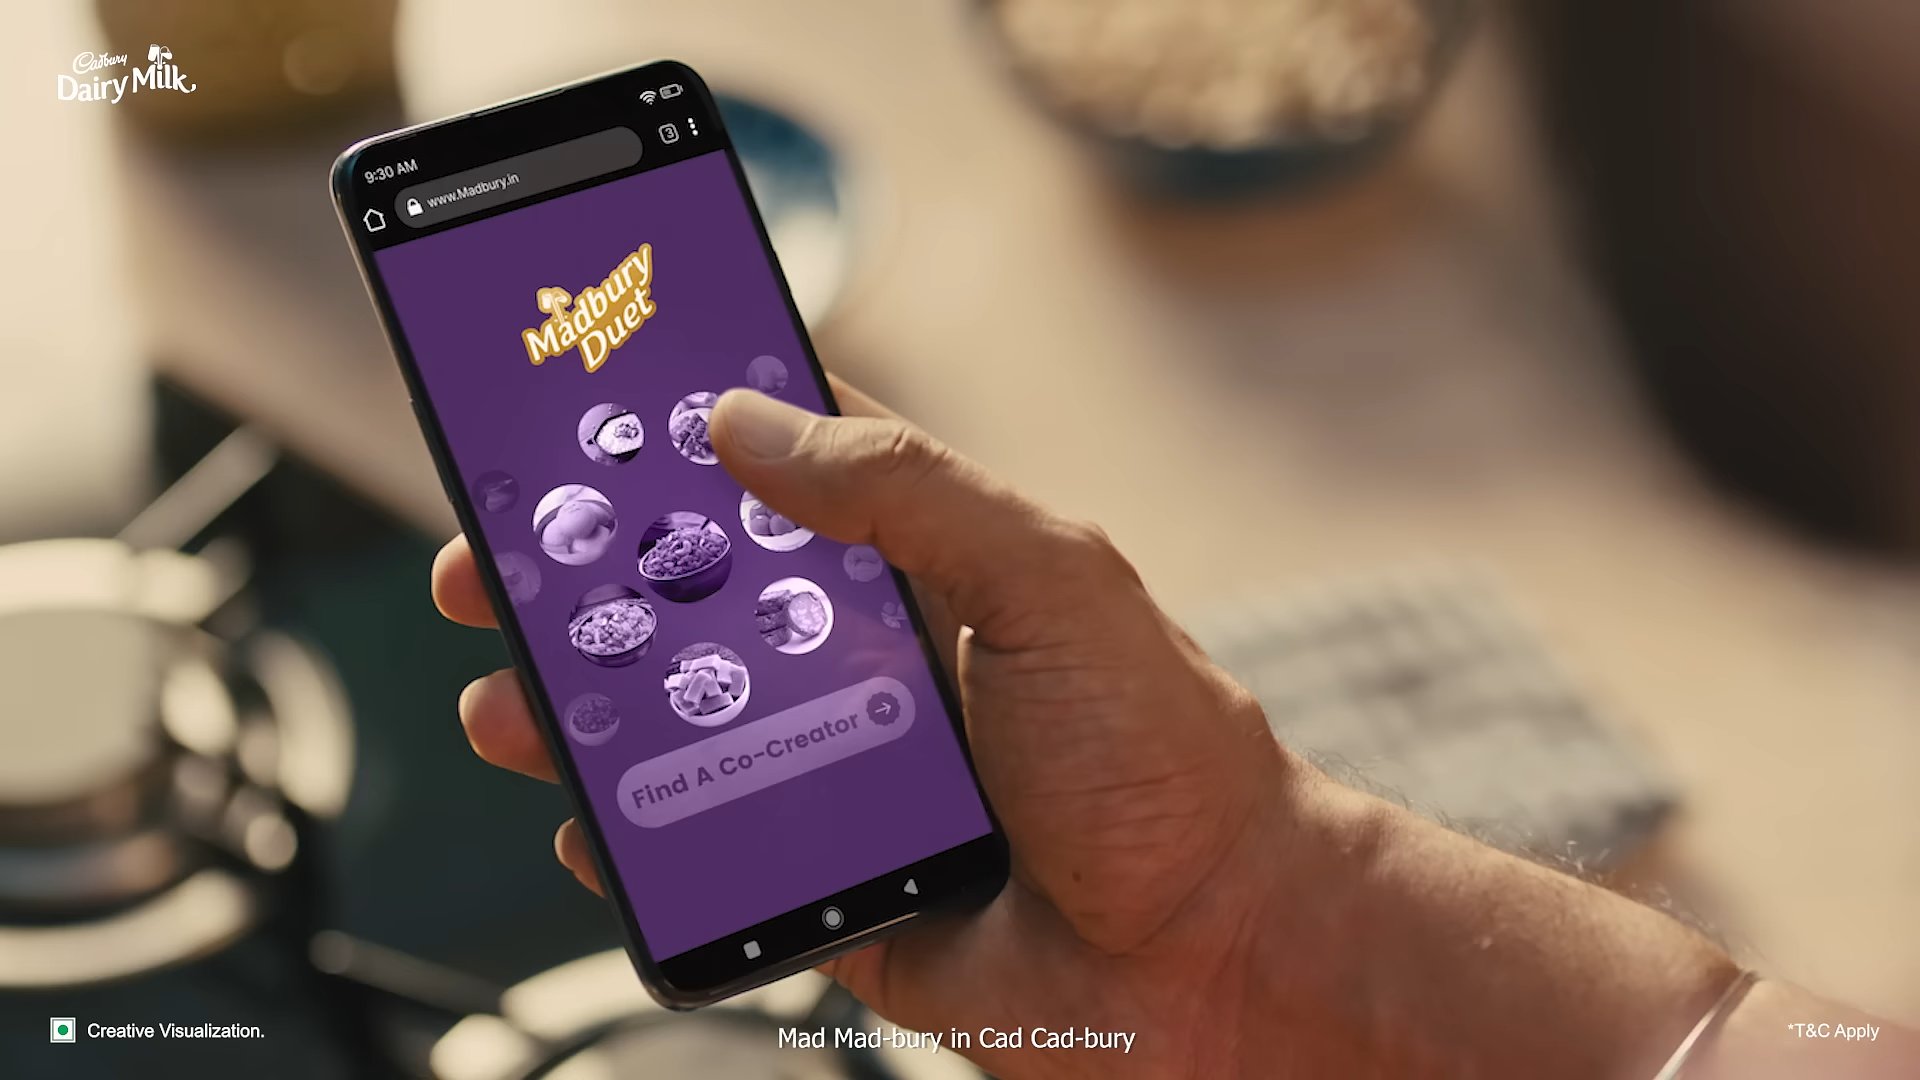 Cadbury
Dairy Milk
9:30 AM
3
www.Madbury.in
Madbury
Duet
Find A Co-Creator
Creative Visualization.
Mad Mad-bury in Cad Cad-bury
*T&C Apply